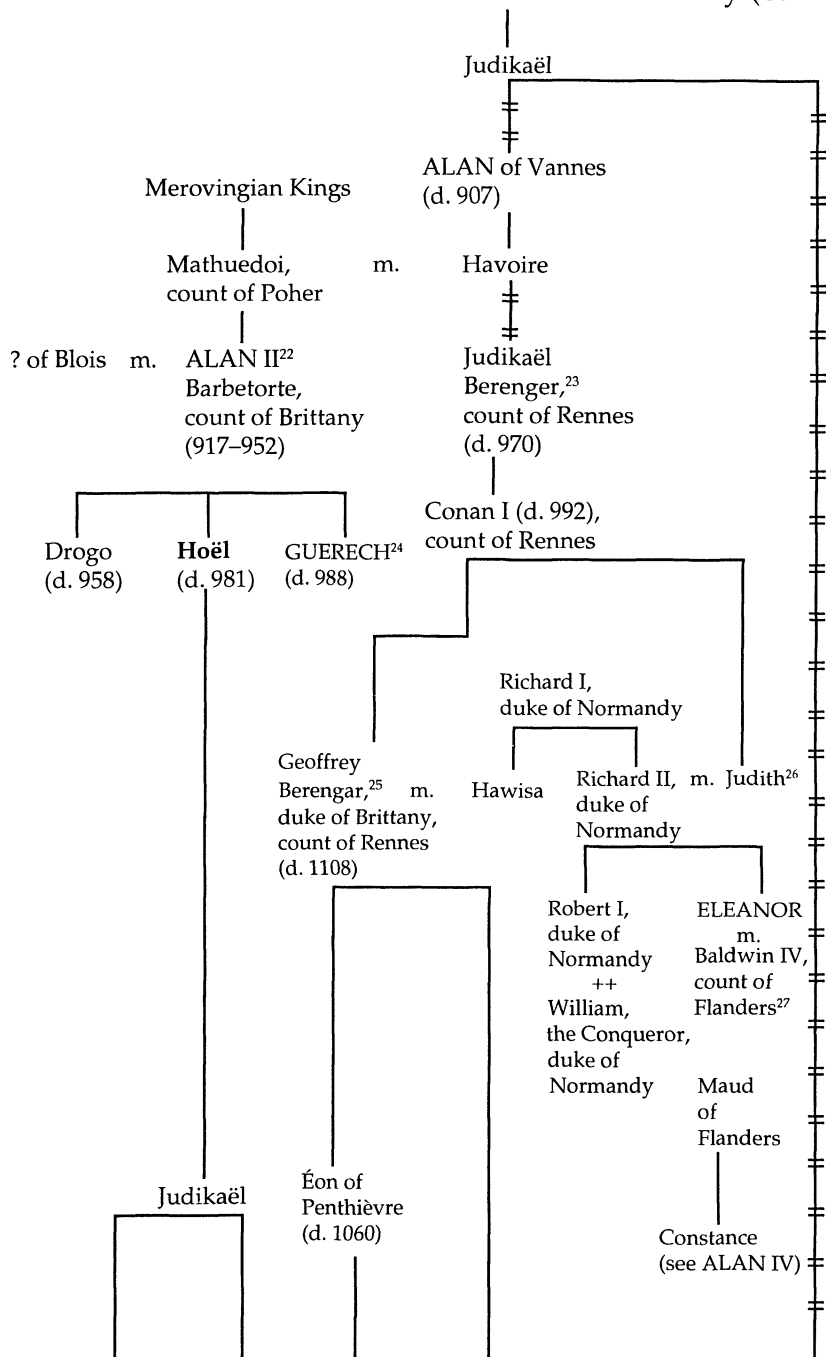 Judikaël
ALAN of Vannes
(d. 907)
Merovingian Kings
Mathuedoi,
count of Poher
m.
Havoire
? of Blois m. ALAN II²²
Barbetorte,
count of Brittany
(917–952)
Judikaël
Berenger,²³
count of Rennes
(d. 970)
Conan I (d. 992),
count of Rennes
Drogo
(d. 958)
Hoël
(d. 981)
GUERECH²⁴
(d. 988)
Richard I,
duke of Normandy
Geoffrey
Berengar,²⁵ m. Hawisa
duke of Brittany,
count of Rennes
(d. 1108)
Richard II, m. Judith²⁶
duke of
Normandy
Robert I,
duke of
Normandy
++
William,
the Conqueror,
duke of
Normandy
ELEANOR
m.
Baldwin IV,
count of
Flanders²⁷
Maud
of
Flanders
Judikaël
Éon of
Penthièvre
(d. 1060)
Constance
(see ALAN IV)